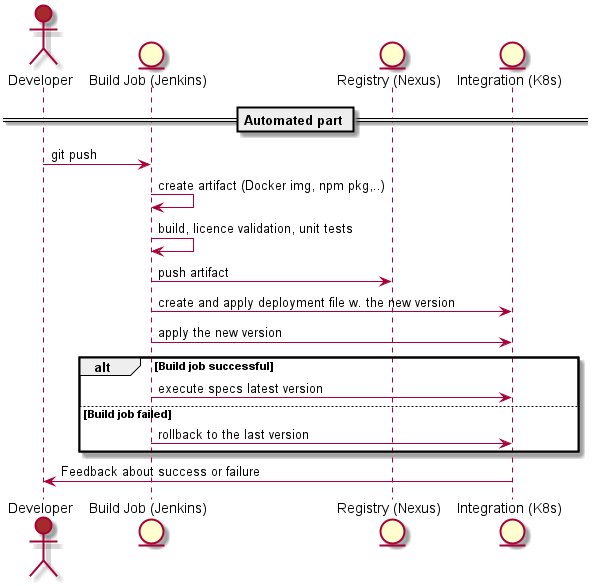 Developer
Build Job (Jenkins)
Registry (Nexus)
Integration (K8s)
Automated part
git push
create artifact (Docker img, npm pkg,..)
build, licence validation, unit tests
push artifact
create and apply deployment file w. the new version
apply the new version
alt
[Build job successful]
execute specs latest version
[Build job failed]
rollback to the last version
Feedback about success or failure
Developer
Build Job (Jenkins)
Registry (Nexus)
Integration (K8s)